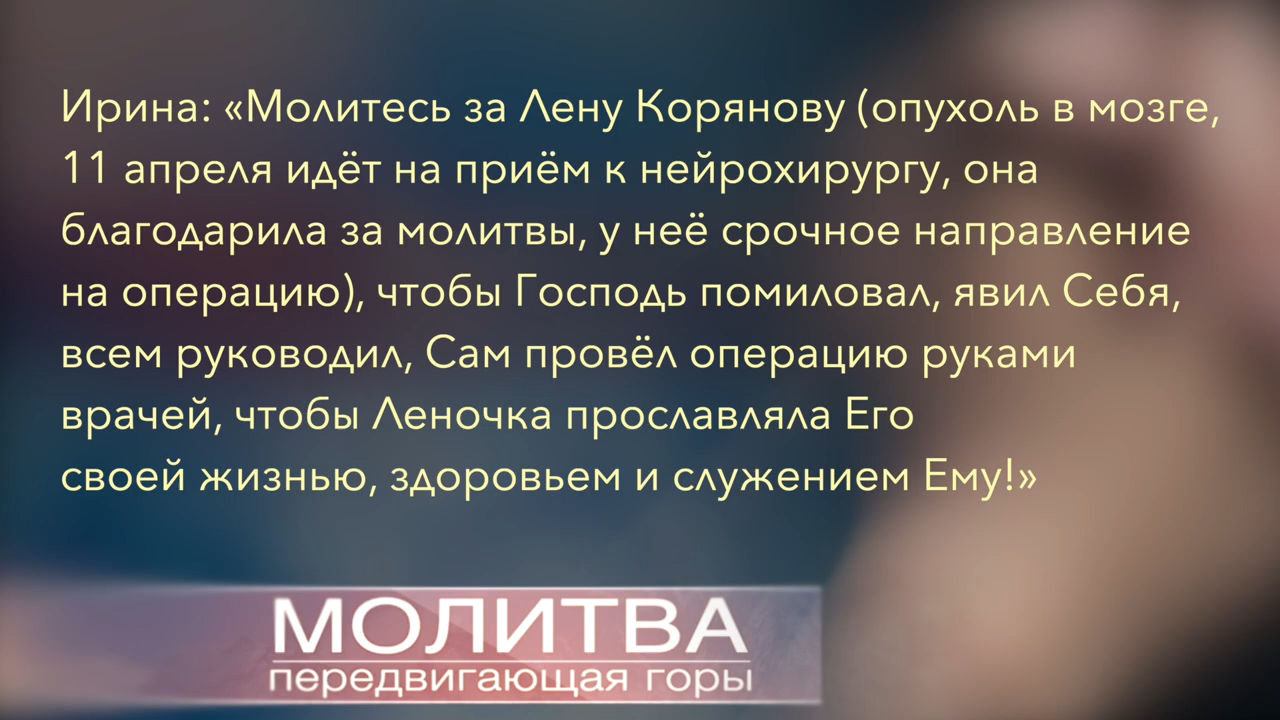 Ирина: «Молитесь за Лену Корянову (опухоль в мозге,
11 апреля идёт на приём к нейрохирургу, она
благодарила за молитвы, у неё срочное направление
на операцию), чтобы Господь помиловал, явил Себя,
всем руководил, Сам провёл операцию руками
врачей, чтобы Леночка прославляла Его
своей жизнью, здоровьем и служением Ему!»
МОЛИТВА
передвигающая горы